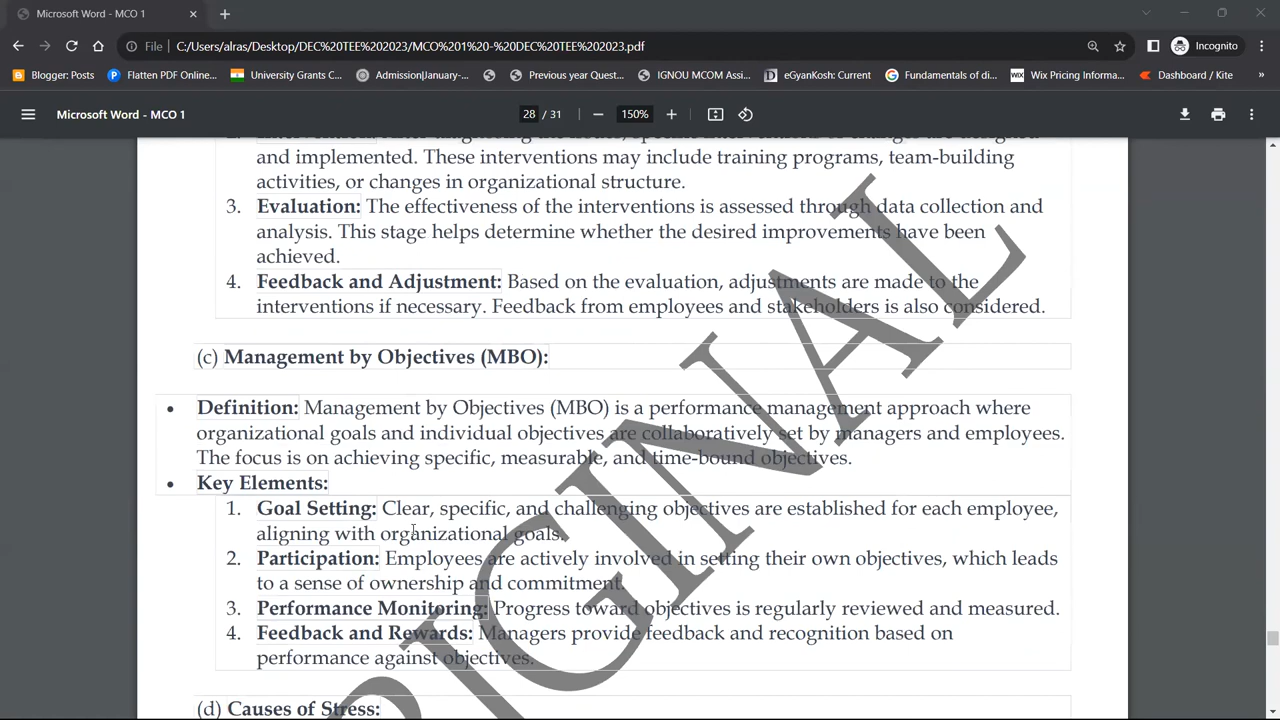 Microsoft Word - MCO 1
File
C:/Users/alras/Desktop/DEC%20TEE%202023/MCO%201%20-%20DEC%20TEE%202023.pdf
Incognito
Blogger: Posts
Flatten PDF Online...
University Grants C...
Admission|January-...
Previous year Quest...
IGNOU MCOM Assi...
eGyanKosh: Current
Fundamentals of di...
Wix Pricing Informa...
Dashboard / Kite
»
Microsoft Word - MCO 1
28 / 31
150%
and implemented. These interventions may include training programs, team-building
activities, or changes in organizational structure.
3. Evaluation: The effectiveness of the interventions is assessed through data collection and
analysis. This stage helps determine whether the desired improvements have been
achieved.
4. Feedback and Adjustment: Based on the evaluation, adjustments are made to the
interventions if necessary. Feedback from employees and stakeholders is also considered.
(c) Management by Objectives (MBO):
• Definition: Management by Objectives (MBO) is a performance management approach where
organizational goals and individual objectives are collaboratively set by managers and employees.
The focus is on achieving specific, measurable, and time-bound objectives.
• Key Elements:
1. Goal Setting: Clear, specific, and challenging objectives are established for each employee,
aligning with organizational goals.
2. Participation: Employees are actively involved in setting their own objectives, which leads
to a sense of ownership and commitment.
3. Performance Monitoring: Progress toward objectives is regularly reviewed and measured.
4. Feedback and Rewards: Managers provide feedback and recognition based on
performance against objectives.
(d) Causes of Stress:
RIGINAL